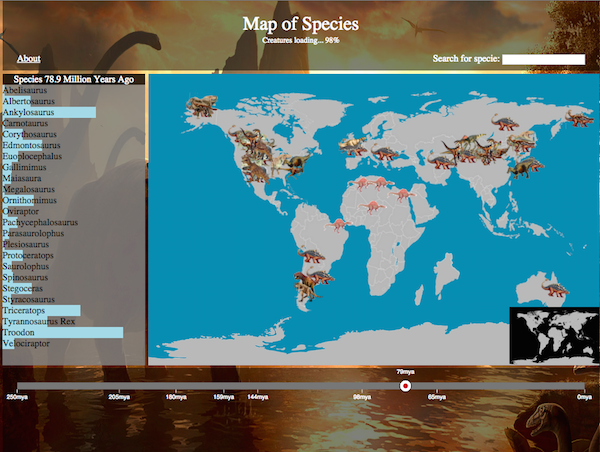 Map of Species
Creatures loading... 98%
About
Search for specie:
Species 78.9 Million Years Ago
Abelisaurus
Albertosaurus
Ankylosaurus
Carnotaurus
Corythosaurus
Edmontosaurus
Euoplocephalus
Gallimimus
Maiasaura
Megalosaurus
Ornithomimus
Oviraptor
Pachycephalosaurus
Parasaurolophus
Plesiosaurus
Protoceratops
Saurolophus
Spinosaurus
Stegoceras
Styracosaurus
Triceratops
Tyrannosaurus Rex
Troodon
Velociraptor
79mya
250mya 205mya 180mya 159mya 144mya 98mya 65mya 0mya